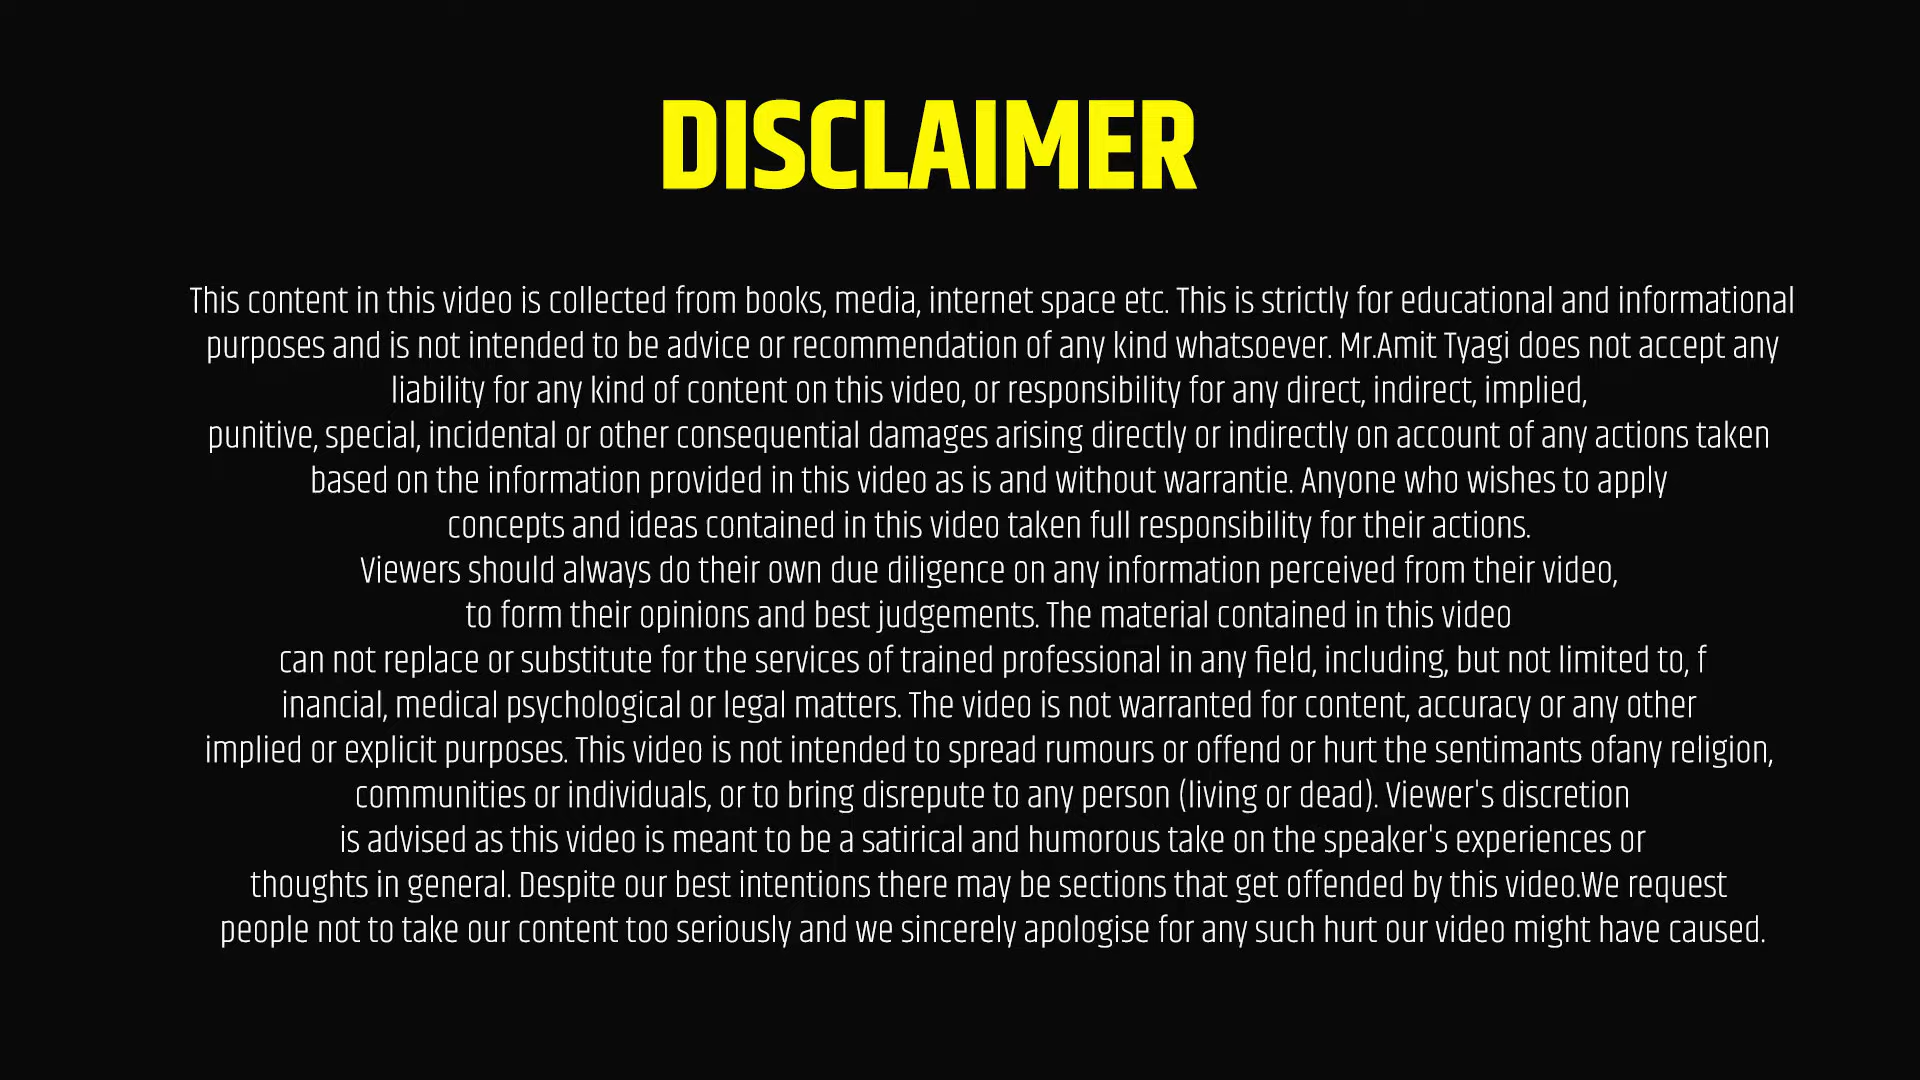 DISCLAIMER
This content in this video is collected from books, media, internet space etc. This is strictly for educational and informational
purposes and is not intended to be advice or recommendation of any kind whatsoever. Mr.Amit Tyagi does not accept any
liability for any kind of content on this video, or responsibility for any direct, indirect, implied,
punitive, special, incidental or other consequential damages arising directly or indirectly on account of any actions taken
based on the information provided in this video as is and without warrantie. Anyone who wishes to apply
concepts and ideas contained in this video taken full responsibility for their actions.
Viewers should always do their own due diligence on any information perceived from their video,
to form their opinions and best judgements. The material contained in this video
can not replace or substitute for the services of trained professional in any field, including, but not limited to, f
inancial, medical psychological or legal matters. The video is not warranted for content, accuracy or any other
implied or explicit purposes. This video is not intended to spread rumours or offend or hurt the sentimants ofany religion,
communities or individuals, or to bring disrepute to any person (living or dead). Viewer's discretion
is advised as this video is meant to be a satirical and humorous take on the speaker's experiences or
thoughts in general. Despite our best intentions there may be sections that get offended by this video.We request
people not to take our content too seriously and we sincerely apologise for any such hurt our video might have caused.